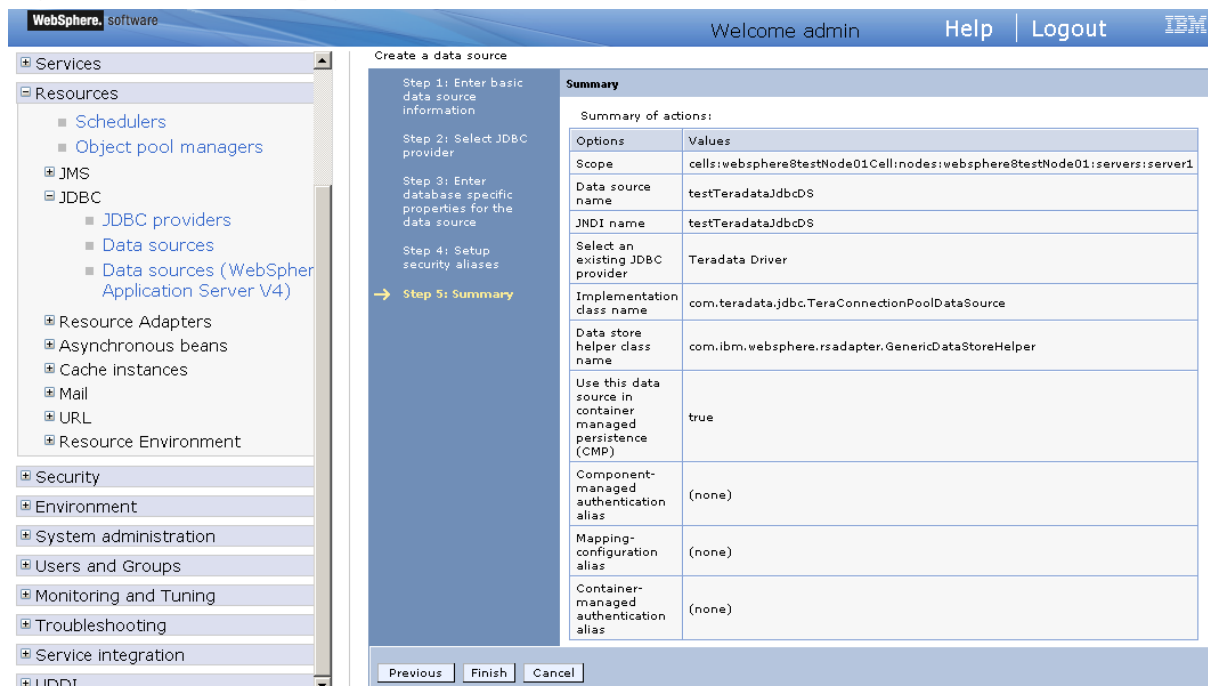 WebSphere. software
Welcome admin
Help
Logout
IBM
Services
Resources
Schedulers
Object pool managers
JMS
JDBC
JDBC providers
Data sources
Data sources (WebSpher
Application Server V4)
Resource Adapters
Asynchronous beans
Cache instances
Mail
URL
Resource Environment
Security
Environment
System administration
Users and Groups
Monitoring and Tuning
Troubleshooting
Service integration
UDDI
Create a data source
Step 1: Enter basic
data source
information
Step 2: Select JDBC
provider
Step 3: Enter
database specific
properties for the
data source
Step 4: Setup
security aliases
Step 5: Summary
Summary
Summary of actions:
Options Values
Scope cells:websphere8testNode01Cell:nodes:websphere8testNode01:servers:server1
Data source
name
testTeradataJdbcDS
JNDI name testTeradataJdbcDS
Select an
existing JDBC
provider
Teradata Driver
Implementation
class name
com.teradata.jdbc.TeraConnectionPoolDataSource
Data store
helper class
name
com.ibm.websphere.rsadapter.GenericDataStoreHelper
Use this data
source in
container
managed
persistence
(CMP)
true
Component-
managed
authentication
alias
(none)
Mapping-
configuration
alias
(none)
Container-
managed
authentication
alias
(none)
Previous
Finish
Cancel